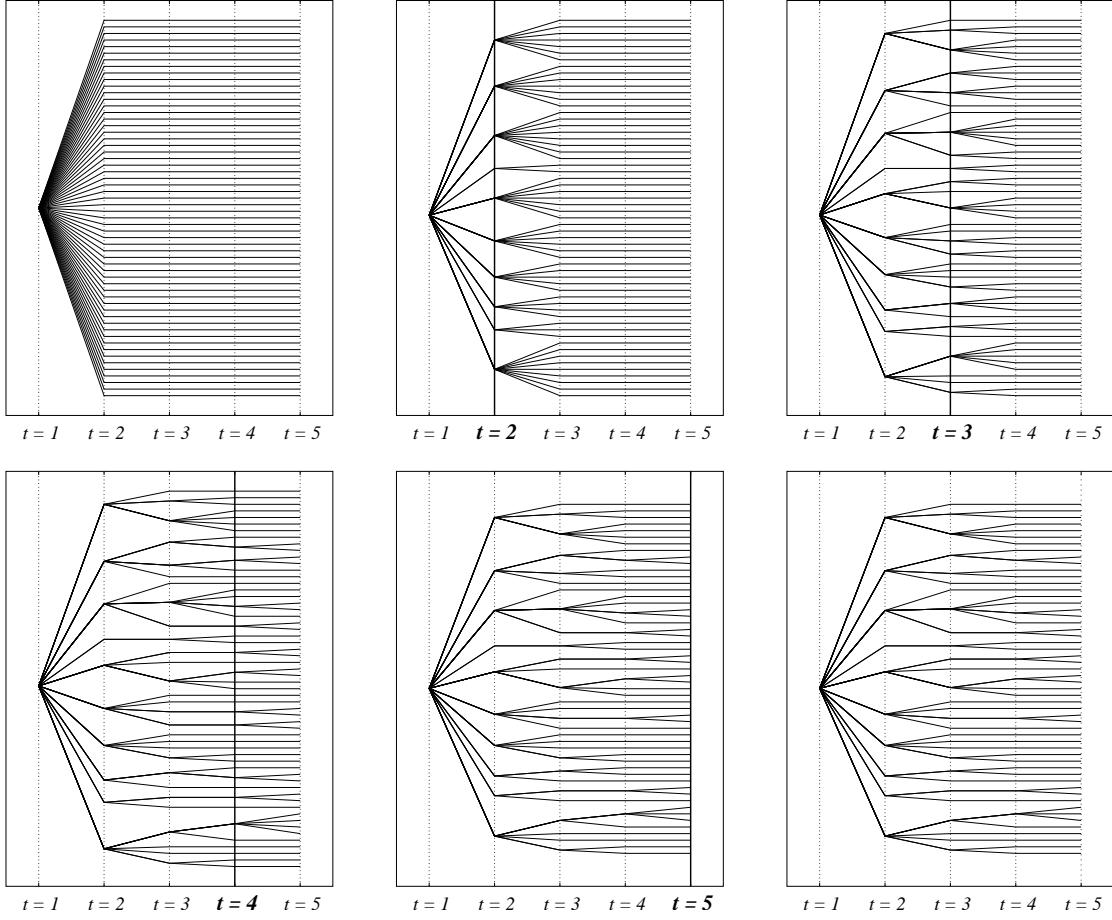 t = 1 t = 2 t = 3 t = 4 t = 5 t = 1 t = 2 t = 3 t = 4 t = 5 t = 1 t = 2 t = 3 t = 4 t = 5
t = 1 t = 2 t = 3 t = 4 t = 5 t = 1 t = 2 t = 3 t = 4 t = 5 t = 1 t = 2 t = 3 t = 4 t = 5